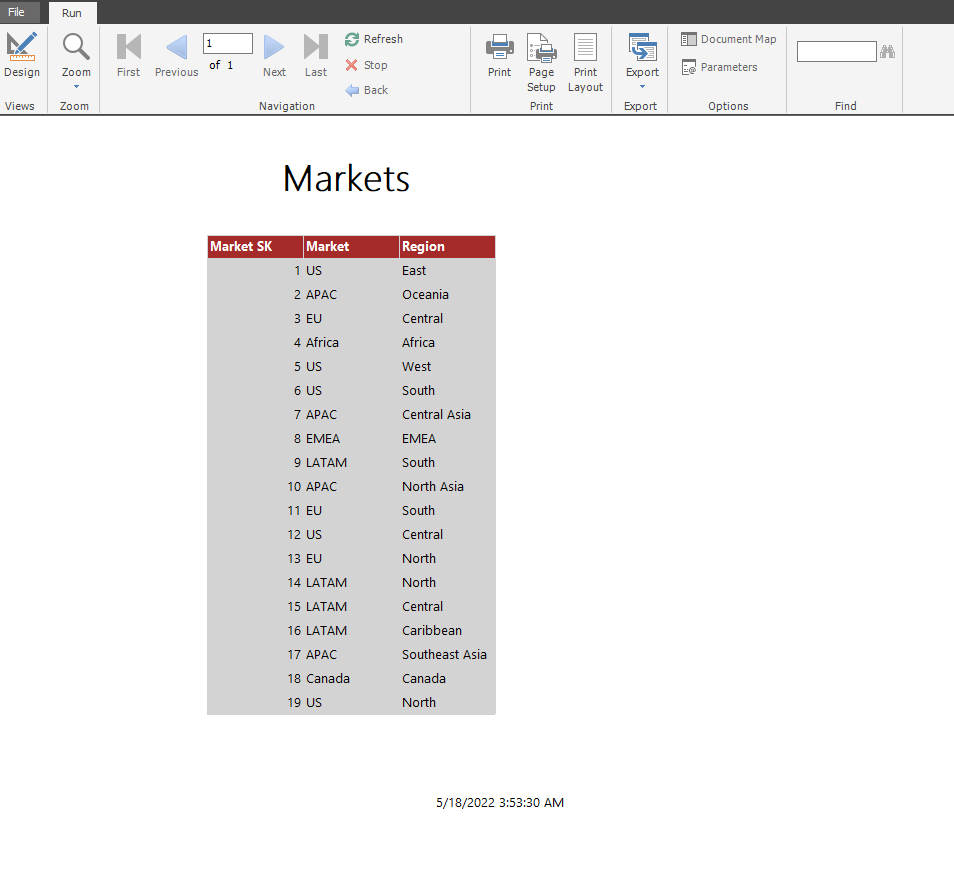 File Run
Design
Views
Zoom
Zoom
First
Previous
1
of 1
Next
Last
Refresh
Stop
Back
Navigation
Print
Page
Setup
Print
Layout
Print
Export
Export
Document Map
Parameters
Options
Find
Markets
Market SK Market Region
1 US East
2 APAC Oceania
3 EU Central
4 Africa Africa
5 US West
6 US South
7 APAC Central Asia
8 EMEA EMEA
9 LATAM South
10 APAC North Asia
11 EU South
12 US Central
13 EU North
14 LATAM North
15 LATAM Central
16 LATAM Caribbean
17 APAC Southeast Asia
18 Canada Canada
19 US North
5/18/2022 3:53:30 AM